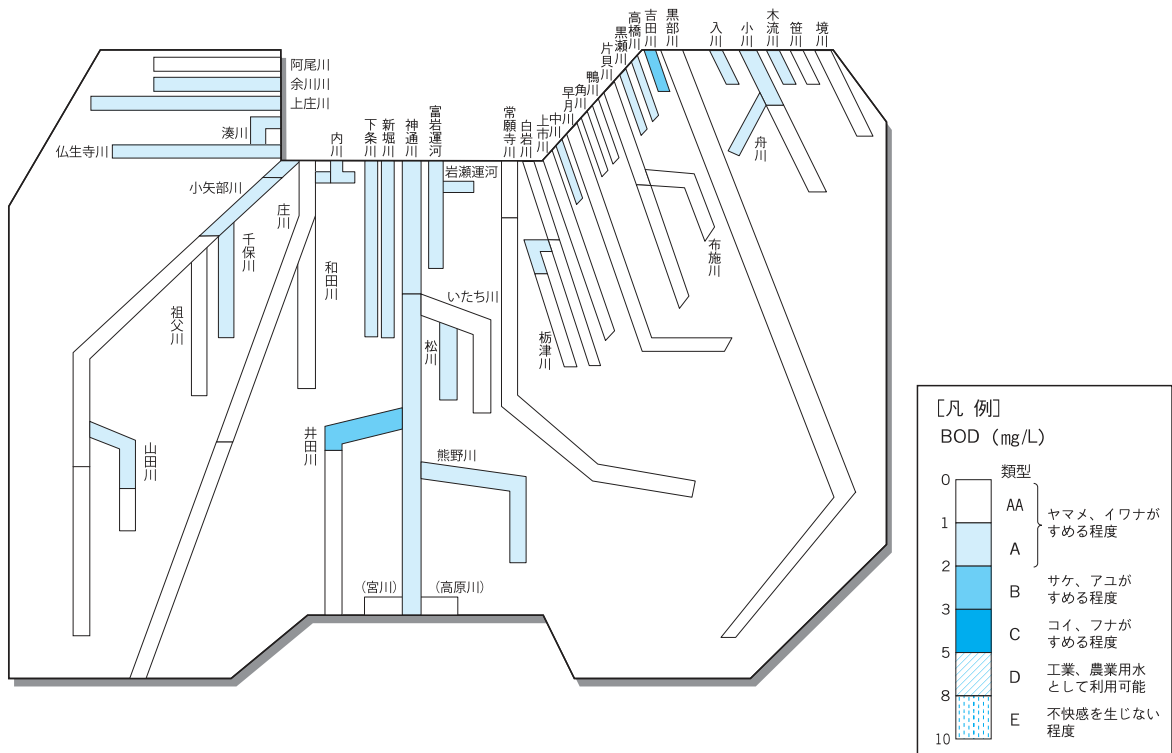 阿尾川
余川川
上庄川
湊川
仏生寺川
小矢部川
庄川
内川
下条川
新堀川
神通川
富岩運河
岩瀬運河
常願寺川
白岩川
上市川
中川
早月川
角川
鴨川
片貝川
黒瀬川
高橋川
吉田川
黒部川
入川
小川
木流川
笹川
境川
舟川
布施川
栃津川
千保川
祖父川
和田川
いたち川
松川
山田川
井田川
熊野川
(宮川)
(高原川)
[凡 例]
BOD (mg/L)
類型
0
1
2
3
5
8
10
AA
A
ヤマメ、イワナが
すめる程度
B
サケ、アユが
すめる程度
C
コイ、フナが
すめる程度
D
工業、農業用水
として利用可能
E
不快感を生じない
程度